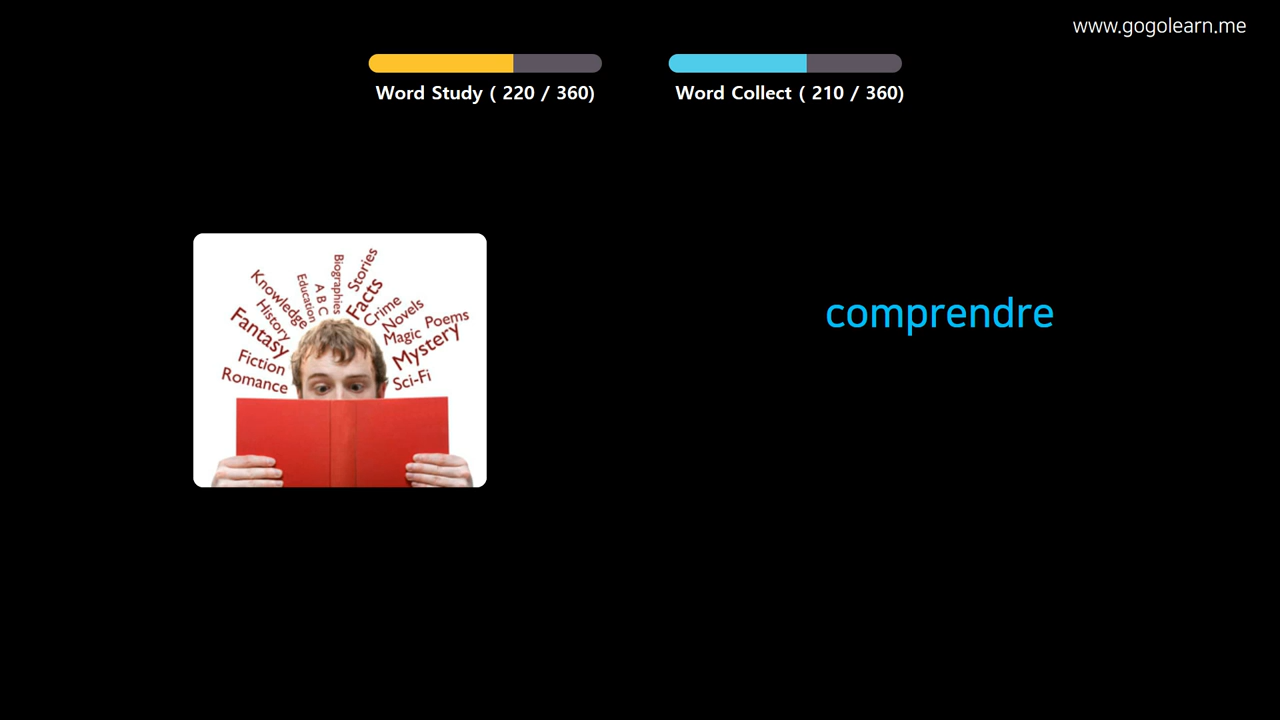 www.gogolearn.me
Word Study ( 220 / 360)
Word Collect ( 210 / 360)
comprendre
Stories
Biographies
Facts
A B C
Education
Crime
Knowledge
Novels
History
Poems
Magic
Fantasy
Mystery
Fiction
Sci-Fi
Romance